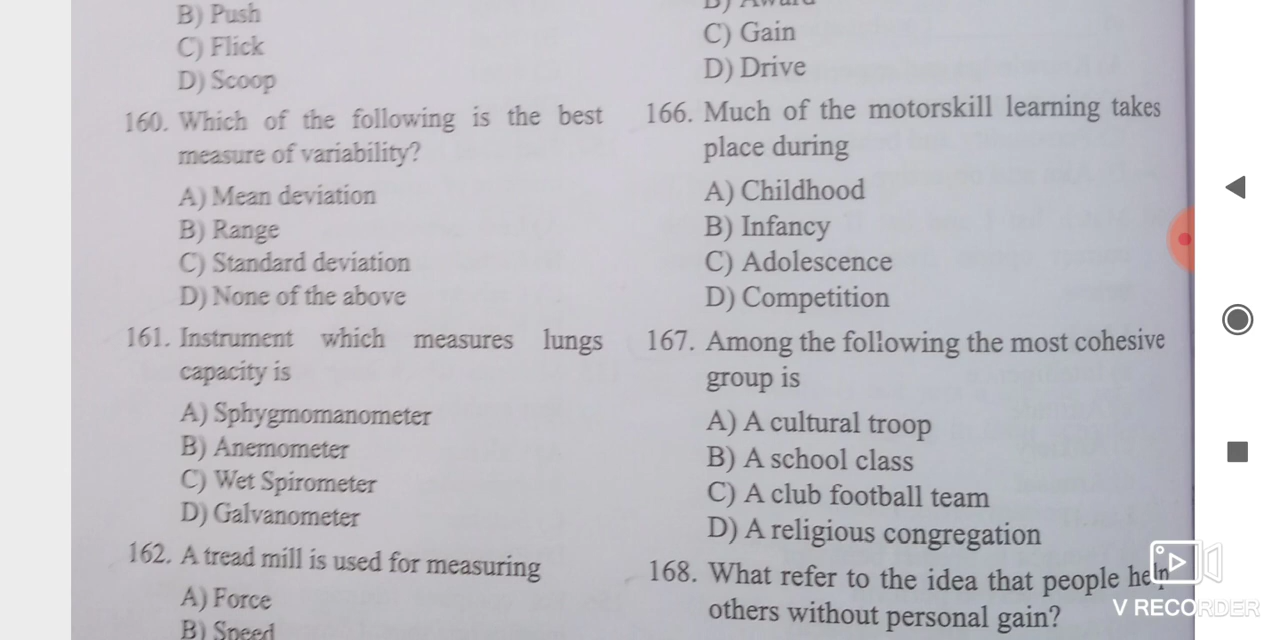 B) Push
C) Flick
D) Scoop
160. Which of the following is the best
measure of variability?
A) Mean deviation
B) Range
C) Standard deviation
D) None of the above
161. Instrument which measures lungs
capacity is
A) Sphygmomanometer
B) Anemometer
C) Wet Spirometer
D) Galvanometer
162. A tread mill is used for measuring
A) Force
B) Speed
B) Award
C) Gain
D) Drive
166. Much of the motorskill learning takes
place during
A) Childhood
B) Infancy
C) Adolescence
D) Competition
167. Among the following the most cohesive
group is
A) A cultural troop
B) A school class
C) A club football team
D) A religious congregation
168. What refer to the idea that people help
others without personal gain?
V RECORDER